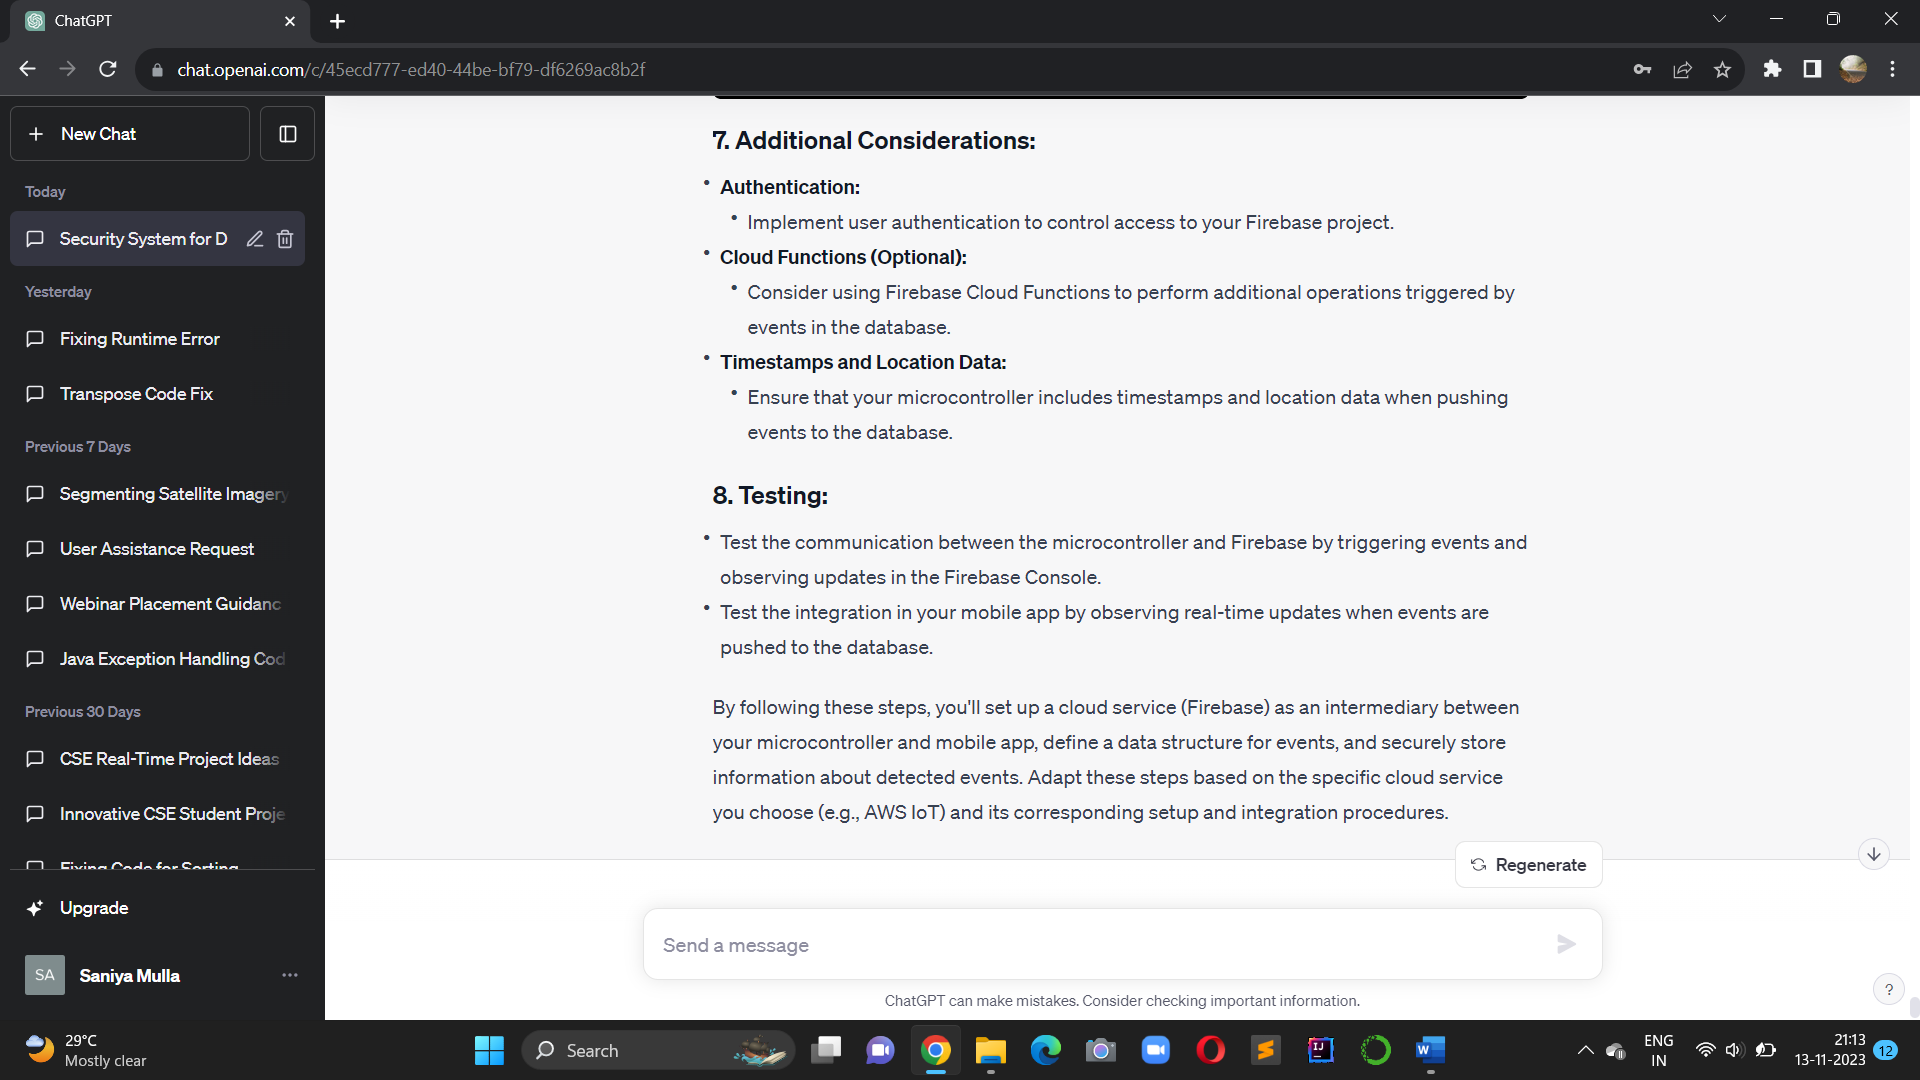 ChatGPT
chat.openai.com/c/45ecd777-ed40-44be-bf79-df6269ac8b2f
New Chat
Today
Security System for D
Yesterday
Fixing Runtime Error
Transpose Code Fix
Previous 7 Days
Segmenting Satellite Imagery
User Assistance Request
Webinar Placement Guidanc
Java Exception Handling Cod
Previous 30 Days
CSE Real-Time Project Ideas
Innovative CSE Student Proje
Fixing Code for Sorting
Upgrade
SA
Saniya Mulla
7. Additional Considerations:
• Authentication:
• Implement user authentication to control access to your Firebase project.
• Cloud Functions (Optional):
• Consider using Firebase Cloud Functions to perform additional operations triggered by
events in the database.
• Timestamps and Location Data:
• Ensure that your microcontroller includes timestamps and location data when pushing
events to the database.
8. Testing:
• Test the communication between the microcontroller and Firebase by triggering events and
observing updates in the Firebase Console.
• Test the integration in your mobile app by observing real-time updates when events are
pushed to the database.
By following these steps, you'll set up a cloud service (Firebase) as an intermediary between
your microcontroller and mobile app, define a data structure for events, and securely store
information about detected events. Adapt these steps based on the specific cloud service
you choose (e.g., AWS IoT) and its corresponding setup and integration procedures.
Regenerate
Send a message
ChatGPT can make mistakes. Consider checking important information.
?
29°C
Mostly clear
Search
IJ
W
ENG
IN
21:13
13-11-2023
12